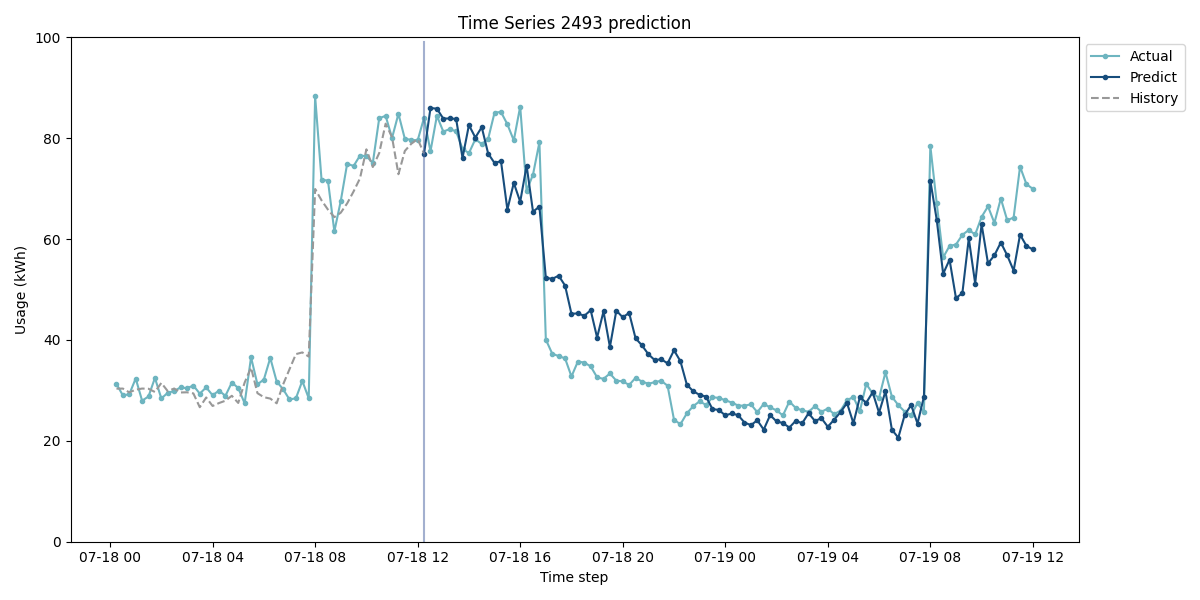 Time Series 2493 prediction
100
80
60
40
20
0
Usage (kWh)
07-18 00 07-18 04 07-18 08 07-18 12 07-18 16 07-18 20 07-19 00 07-19 04 07-19 08 07-19 12
Time step
Actual
Predict
History